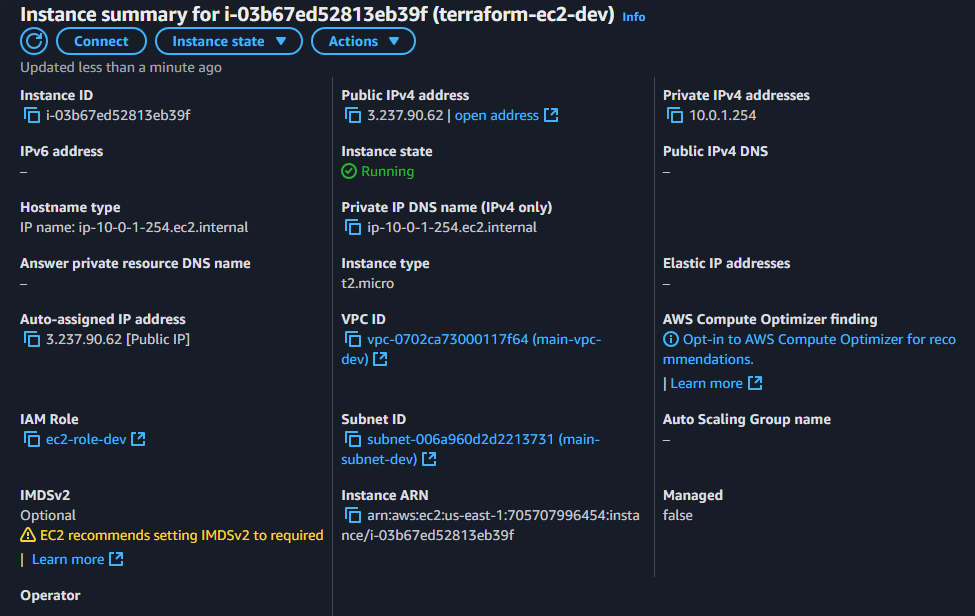 Instance summary for i-03b67ed52813eb39f (terraform-ec2-dev) Info
Connect
Instance state
Actions
Updated less than a minute ago
Instance ID
i-03b67ed52813eb39f
Public IPv4 address
3.237.90.62 | open address
Private IPv4 addresses
10.0.1.254
IPv6 address
–
Instance state
Running
Public IPv4 DNS
–
Hostname type
IP name: ip-10-0-1-254.ec2.internal
Private IP DNS name (IPv4 only)
ip-10-0-1-254.ec2.internal
Answer private resource DNS name
–
Instance type
t2.micro
Elastic IP addresses
–
Auto-assigned IP address
3.237.90.62 [Public IP]
VPC ID
vpc-0702ca73000117f64 (main-vpc-
dev)
AWS Compute Optimizer finding
Opt-in to AWS Compute Optimizer for reco
mmendations.
| Learn more
IAM Role
ec2-role-dev
Subnet ID
subnet-006a960d2d2213731 (main-
subnet-dev)
Auto Scaling Group name
–
IMDSv2
Optional
EC2 recommends setting IMDSv2 to required
| Learn more
Instance ARN
arn:aws:ec2:us-east-1:705707996454:insta
nce/i-03b67ed52813eb39f
Managed
false
Operator